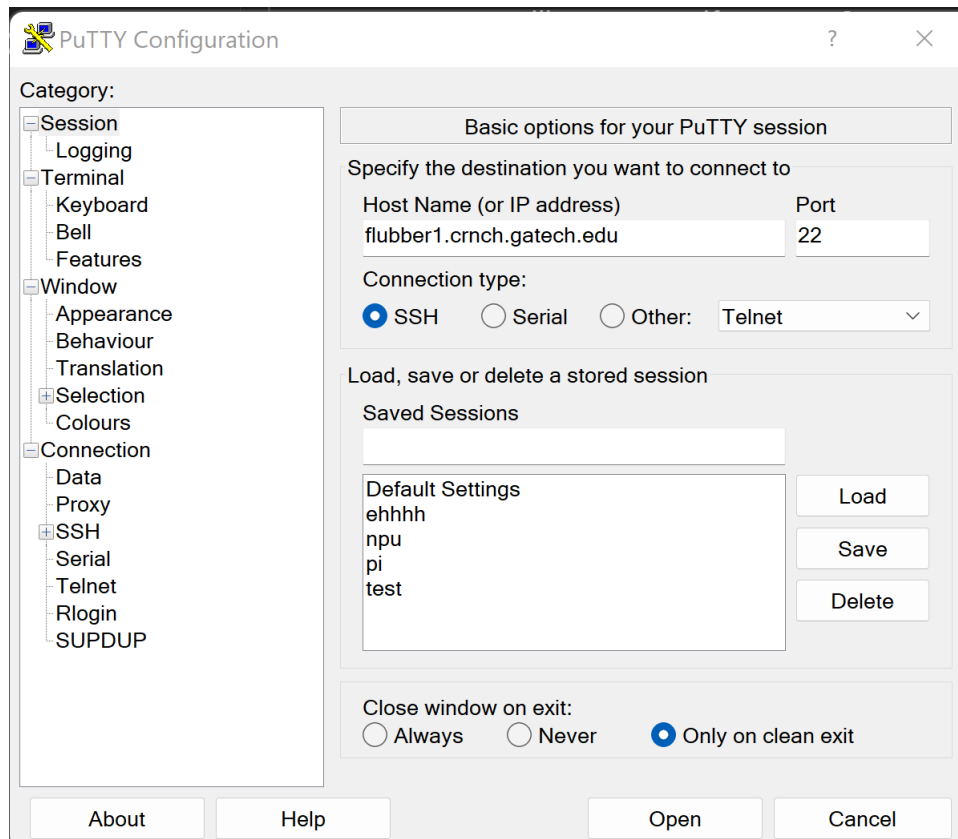 PuTTY Configuration
?
Category:
Session
Logging
Terminal
Keyboard
Bell
Features
Window
Appearance
Behaviour
Translation
Selection
Colours
Connection
Data
Proxy
SSH
Serial
Telnet
Rlogin
SUPDUP
Basic options for your PuTTY session
Specify the destination you want to connect to
Host Name (or IP address) Port
flubber1.crnch.gatech.edu 22
Connection type:
SSH Serial Other: Telnet
Load, save or delete a stored session
Saved Sessions
Default Settings
ehhhh
npu
pi
test
Load
Save
Delete
Close window on exit:
Always Never Only on clean exit
About Help Open Cancel